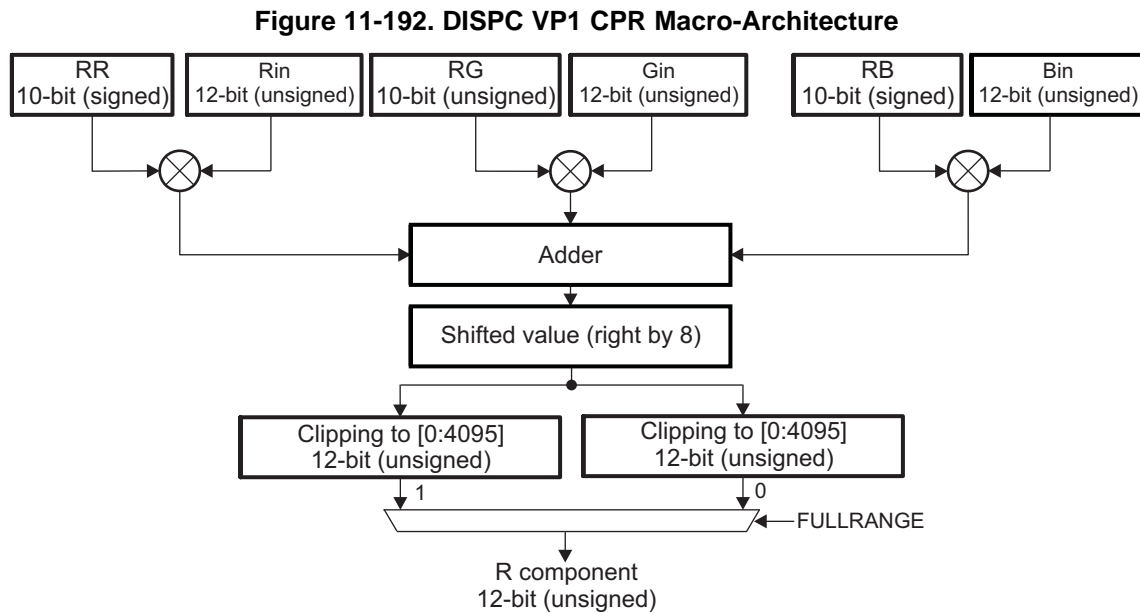 Figure 11-192. DISPC VP1 CPR Macro-Architecture
RR
10-bit (signed)
Rin
12-bit (unsigned)
RG
10-bit (unsigned)
Gin
12-bit (unsigned)
RB
10-bit (signed)
Bin
12-bit (unsigned)
Adder
Shifted value (right by 8)
Clipping to [0:4095]
12-bit (unsigned)
Clipping to [0:4095]
12-bit (unsigned)
1
0
FULLRANGE
R component
12-bit (unsigned)